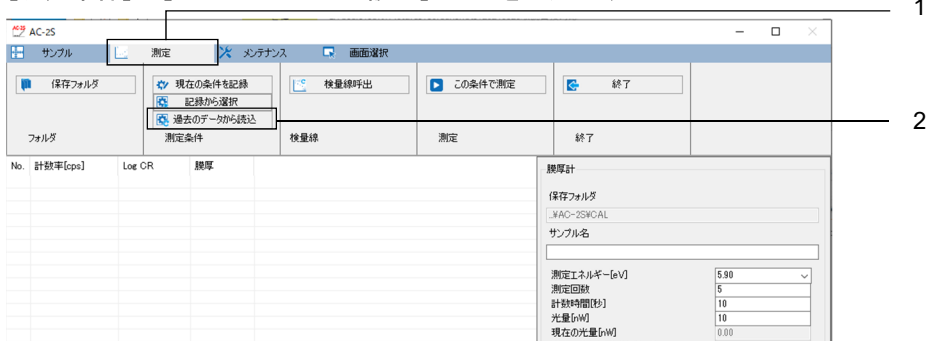 1
AC-2S
サンプル 測定 メンテナンス 画面選択
保存フォルダ 現在の条件を記録 検量線呼出 この条件で測定 終了
記録から選択
過去のデータから読込
2
フォルダ 測定条件 検量線 測定 終了
No. 計数率[cps] Log CR 膜厚
膜厚計
保存フォルダ
..¥AC-2S¥CAL
サンプル名
測定エネルギー[eV] 5.90
測定回数 5
計数時間[秒] 10
光量[nW] 10
現在の光量[nW] 0.00